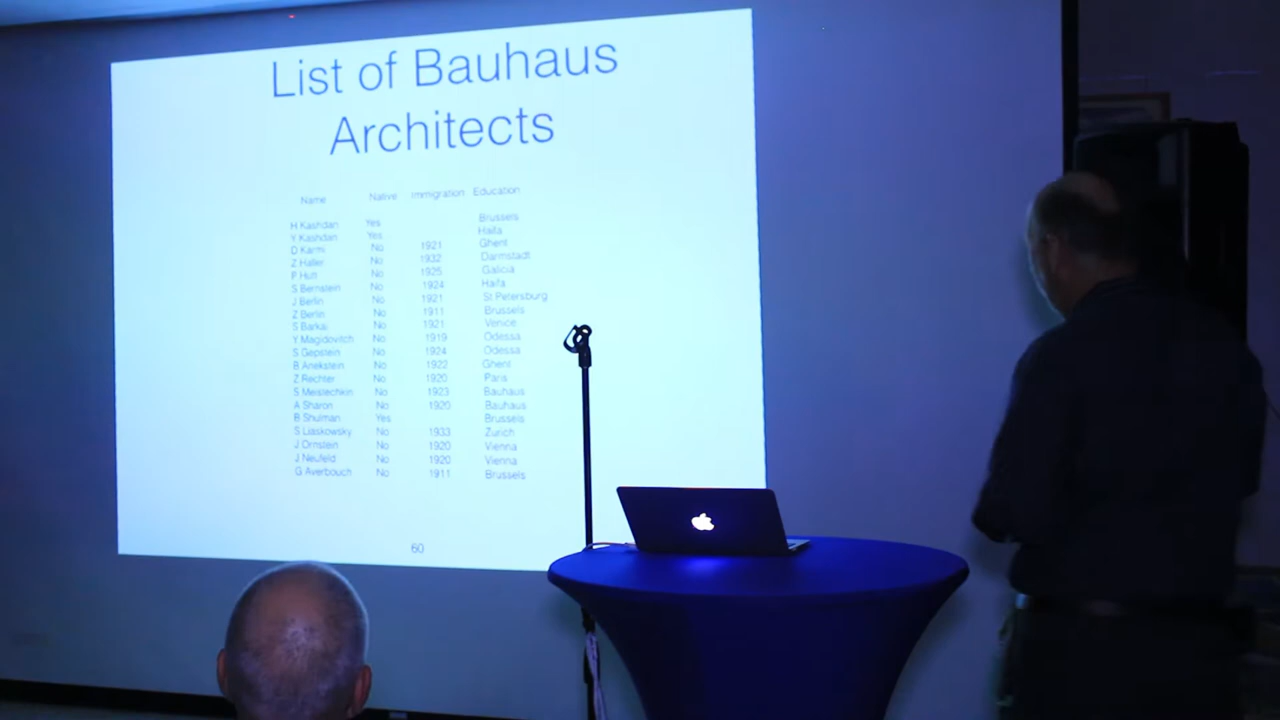 List of Bauhaus
Architects
Name Native Immigration Education
H Kashdan Yes Brussels
Y Kashdan Yes Haifa
D Karmi No 1921 Ghent
Z Haller No 1932 Darmstadt
P Hutt No 1925 Galicia
S Bernstein No 1924 Haifa
J Berlin No 1921 St Petersburg
Z Berlin No 1911 Brussels
S Barkai No 1921 Venice
Y Magidovitch No 1919 Odessa
S Gepstein No 1924 Odessa
B Anekstein No 1922 Ghent
Z Rechter No 1920 Paris
S Mestechkin No 1923 Bauhaus
A Sharon No 1920 Bauhaus
B Shulman Yes Brussels
S Liaskowsky No 1933 Zurich
J Ornstein No 1920 Vienna
J Neufeld No 1920 Vienna
G Averbouch No 1911 Brussels
60